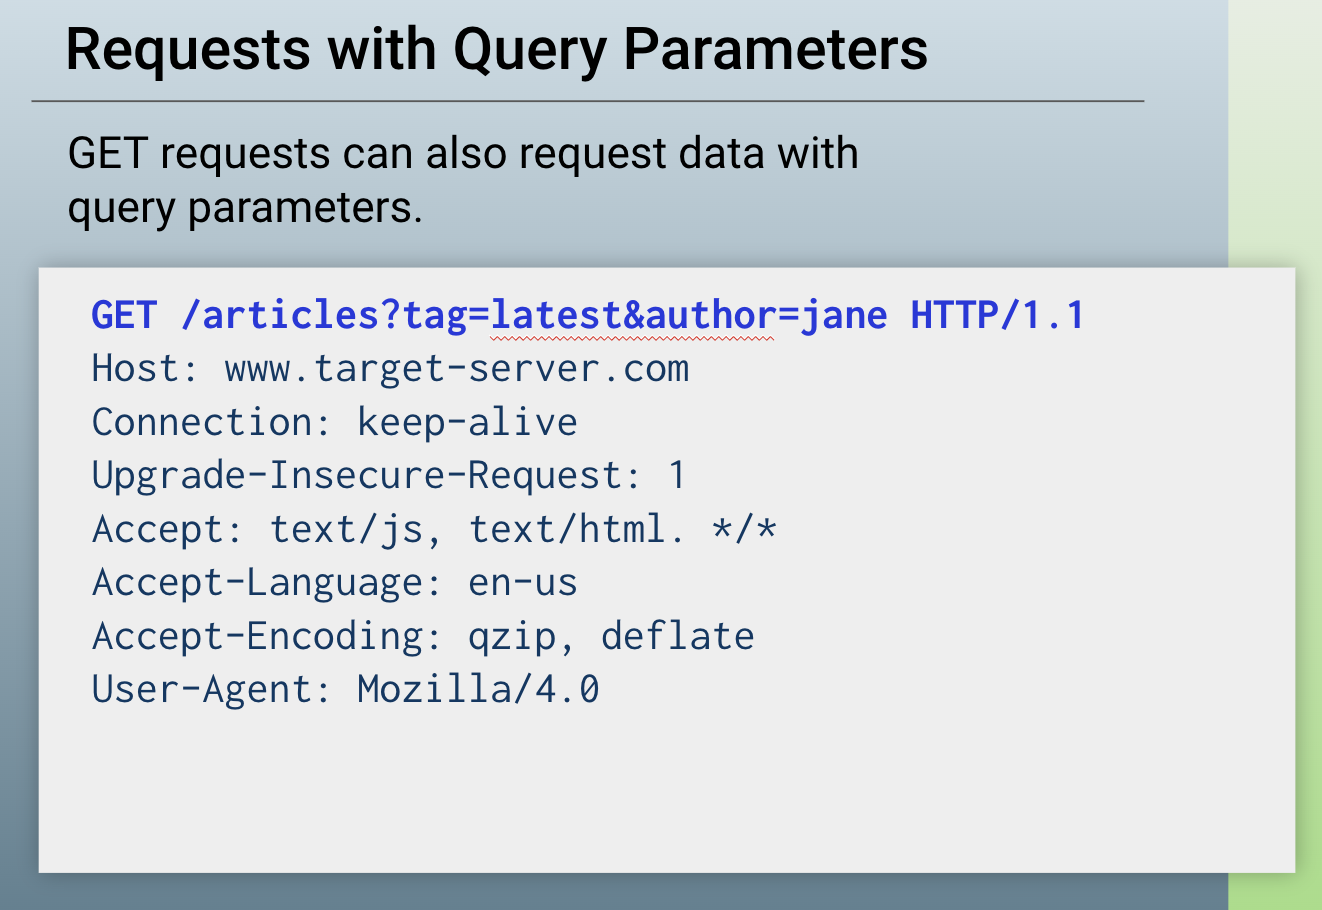 Requests with Query Parameters
GET requests can also request data with
query parameters.
GET /articles?tag=latest&author=jane HTTP/1.1
Host: www.target-server.com
Connection: keep-alive
Upgrade-Insecure-Request: 1
Accept: text/js, text/html. */*
Accept-Language: en-us
Accept-Encoding: qzip, deflate
User-Agent: Mozilla/4.0